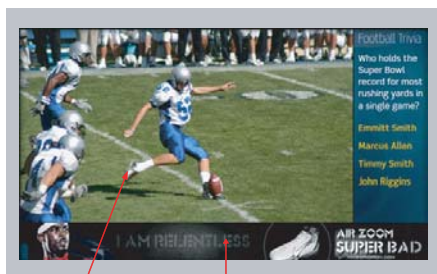 Football Trivia
Who holds the
Super Bowl
record for most
rushing yards in
a single game?
Emmitt Smith
Marcus Allen
Timmy Smith
John Riggins
I AM RELENTLESS
AIR ZOOM
SUPER BAD